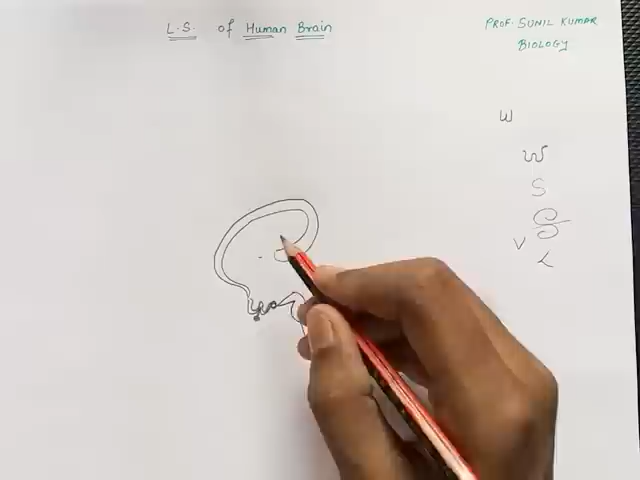 L.S. of Human Brain
PROF. SUNIL KUMAR
BIOLOGY
W
W
S
V